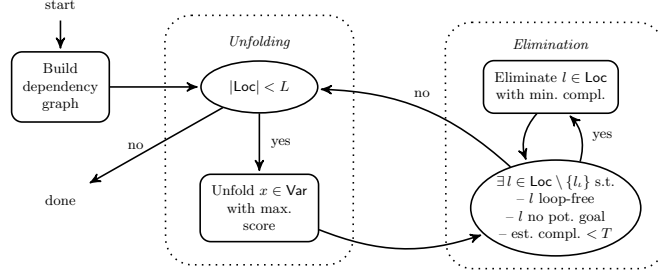 start
Build
dependency
graph
Unfolding
|Loc| < L
no
yes
done
Unfold x ∈ Var
with max.
score
Elimination
Eliminate l ∈ Loc
with min. compl.
no
yes
∃ l ∈ Loc \ {lι} s.t.
– l loop-free
– l no pot. goal
– est. compl. < T